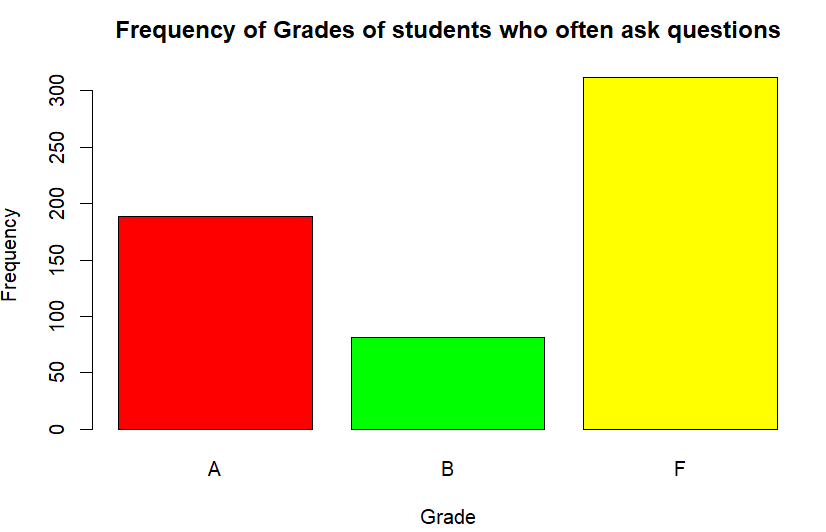 Frequency of Grades of students who often ask questions
Frequency
300
250
200
150
100
50
0
A B F
Grade